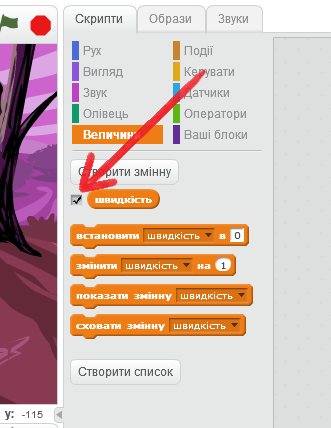 Скрипти Образи Звуки
Рух Події
Вигляд Керувати
Звук Датчики
Олівець Оператори
Величини Ваші блоки
Створити змінну
швидкість
встановити швидкість в 0
змінити швидкість на 1
показати змінну швидкість
сховати змінну швидкість
Створити список
y: -115